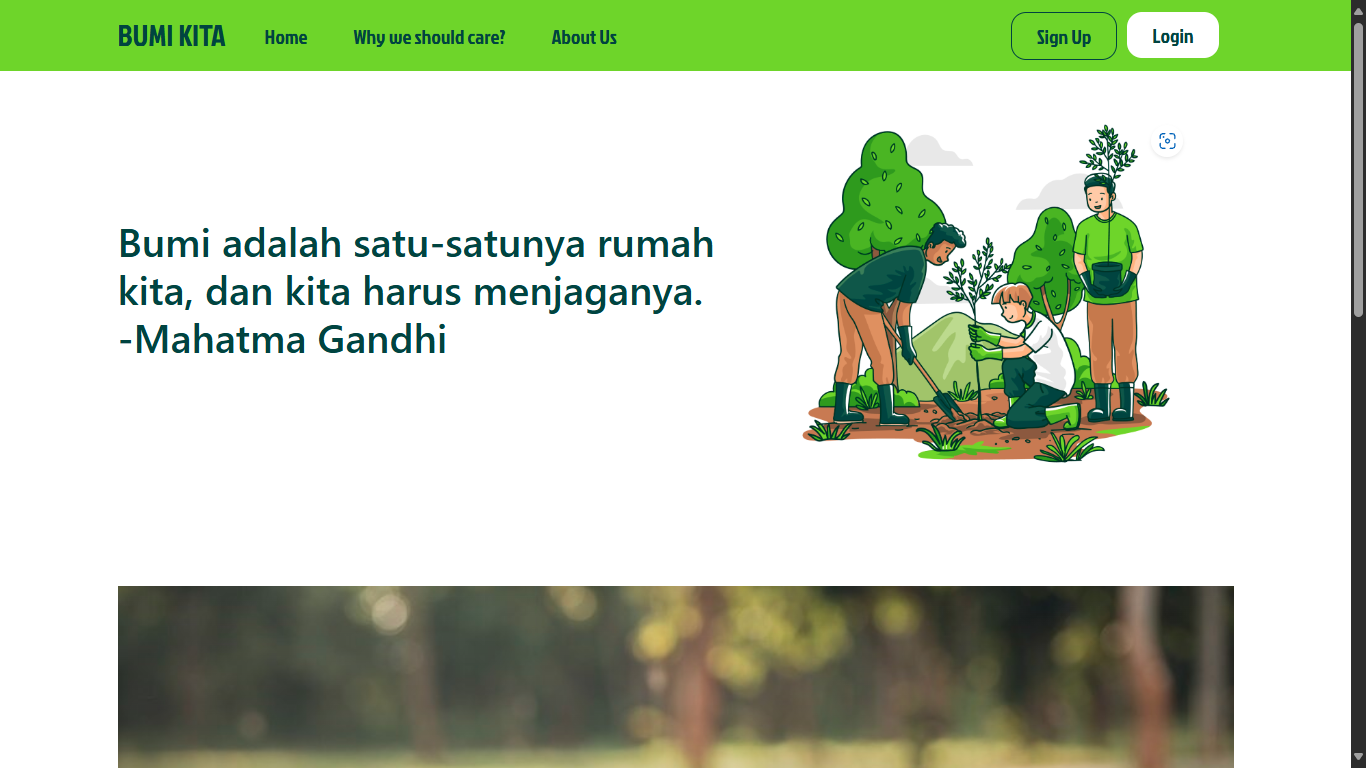 BUMI KITA
Home
Why we should care?
About Us
Sign Up
Login
Bumi adalah satu-satunya rumah
kita, dan kita harus menjaganya.
-Mahatma Gandhi